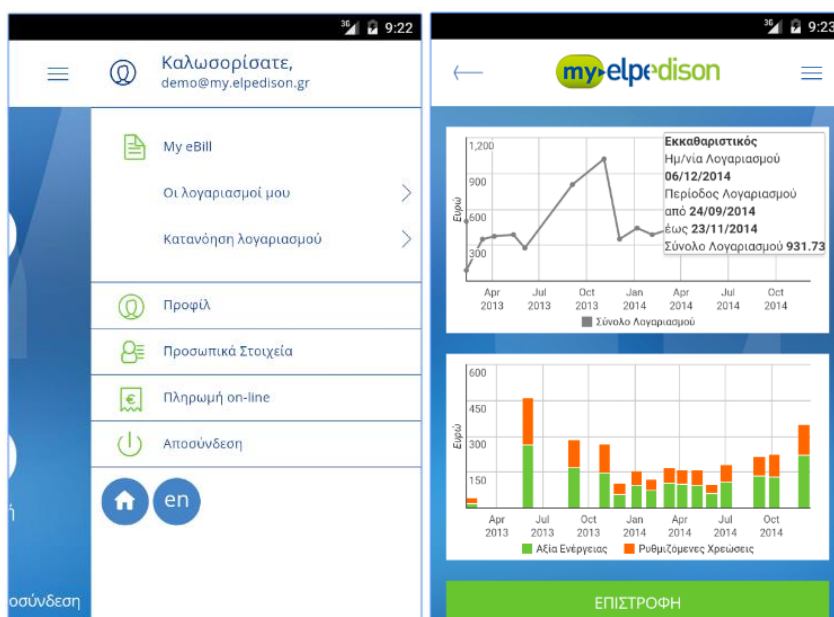 9:22
Καλωσορίσατε,
demo@my.elpedison.gr
My eBill
Οι λογαριασμοί μου
Κατανόηση λογαριασμού
Προφίλ
Προσωπικά Στοιχεία
Πληρωμή on-line
Αποσύνδεση
en
ή
οσύνδεση
3G
9:23
my elpedison
1,200
900
600
300
Ευρώ
Εκκαθαριστικός
Ημ/νία Λογαριασμού
06/12/2014
Περίοδος Λογαριασμού
από 24/09/2014
έως 23/11/2014
Σύνολο Λογαριασμού 931.73
Apr 2013 Jul 2013 Oct 2013 Jan 2014 Apr 2014 Jul 2014 Oct 2014
Σύνολο Λογαριασμού
600
450
300
150
Ευρώ
Apr 2013 Jul 2013 Oct 2013 Jan 2014 Apr 2014 Jul 2014 Oct 2014
Αξία Ενέργειας Ρυθμιζόμενες Χρεώσεις
ΕΠΙΣΤΡΟΦΗ